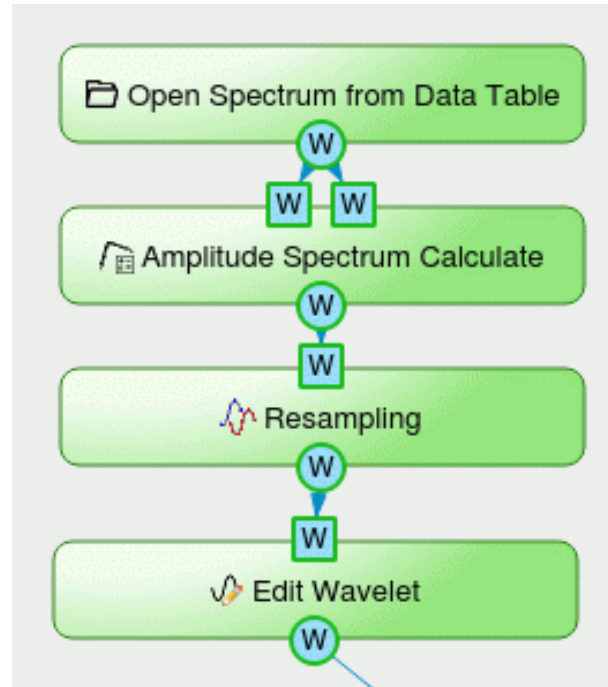 Open Spectrum from Data Table
W
W W
Amplitude Spectrum Calculate
W
W
Resampling
W
W
Edit Wavelet
W